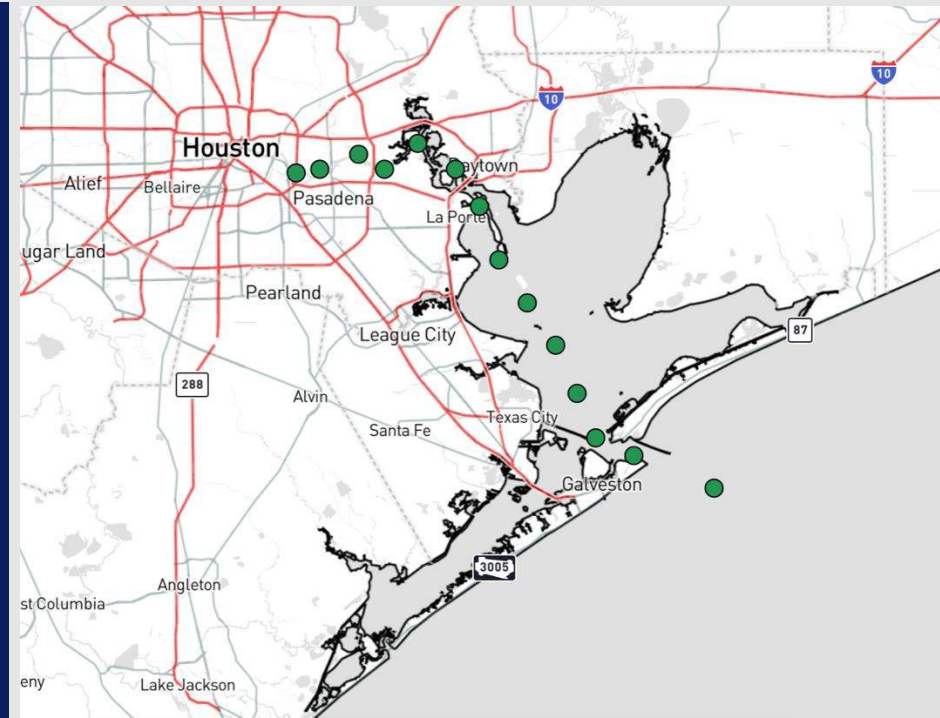 10
10
Houston
Baytown
Alief
Bellaire
Pasadena
La Porte
ugar Land
Pearland
League City
87
288
Alvin
Texas City
Santa Fe
Galveston
3005
Angleton
st Columbia
eny
Lake Jackson